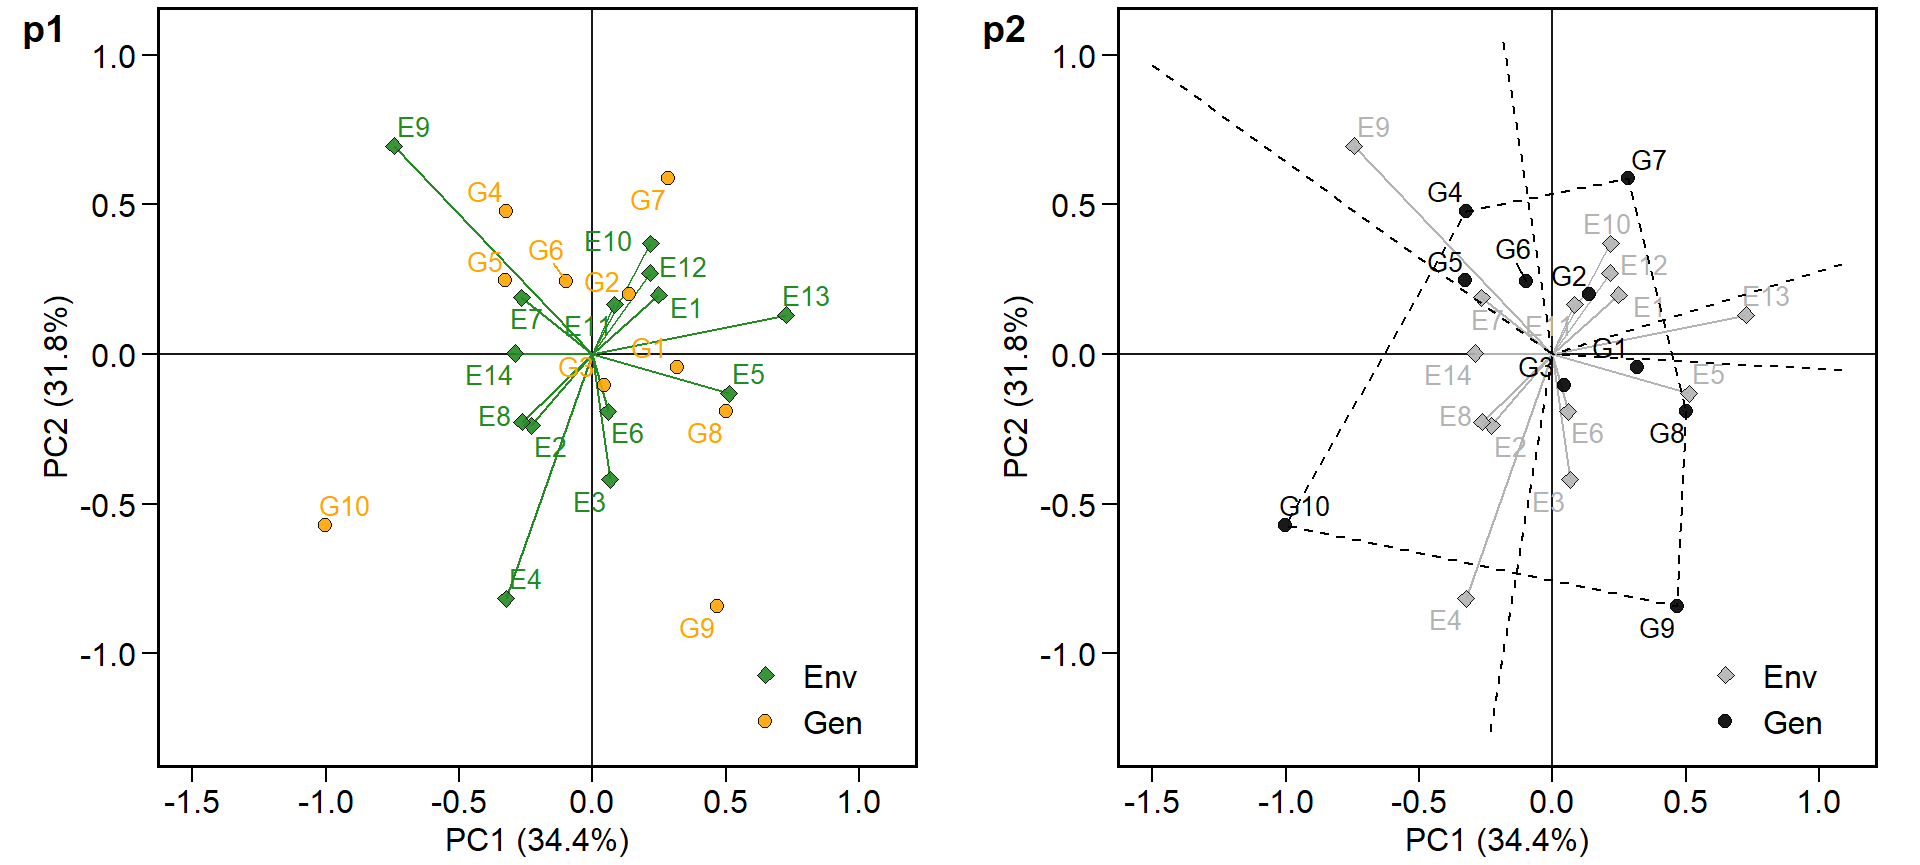 p1
PC2 (31.8%)
1.0
0.5
0.0
-0.5
-1.0
E9
G4
G7
G6
E10
G5
G2
E12
E7
E11
E1
E13
G1
G3
E14
E5
E8
E2
E6
G8
E3
G10
E4
G9
Env
Gen
-1.5 -1.0 -0.5 0.0 0.5 1.0
PC1 (34.4%)
p2
PC2 (31.8%)
1.0
0.5
0.0
-0.5
-1.0
E9
G7
G4
E10
G6
G5
G2
E12
E7
E11
E1
E13
G1
G3
E14
E5
E8
E2
E6
G8
E3
G10
E4
G9
Env
Gen
-1.5 -1.0 -0.5 0.0 0.5 1.0
PC1 (34.4%)